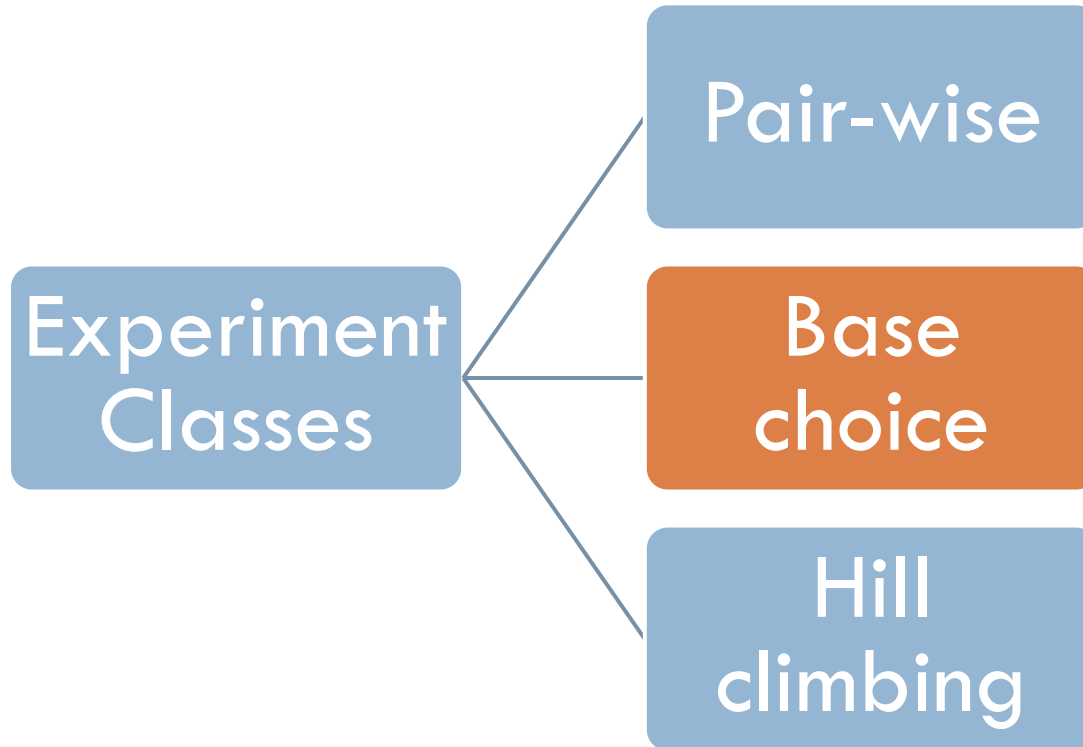 Pair-wise
Experiment
Classes
Base
choice
Hill
climbing